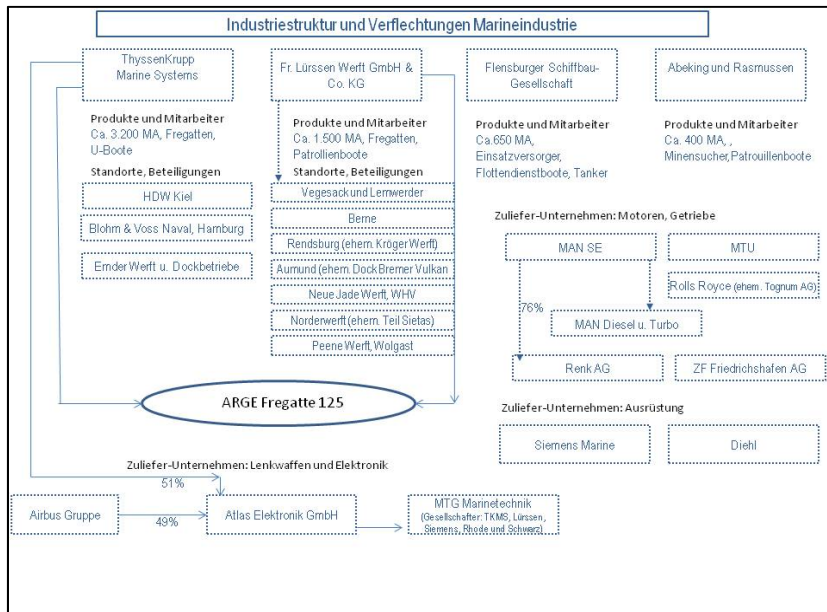 Industriestruktur und Verflechtungen Marineindustrie
ThyssenKrupp
Marine Systems
Produkte und Mitarbeiter
Ca. 3.200 MA, Fregatten,
U-Boote
Standorte, Beteiligungen
HDW Kiel
Blohm & Voss Naval, Hamburg
Emder Werft u. Dockbetriebe
Fr. Lürssen Werft GmbH &
Co. KG
Produkte und Mitarbeiter
Ca. 1.500 MA, Fregatten,
Patrollienboote
Standorte, Beteiligungen
Vegesack und Lemwerder
Berne
Rendsburg (ehem. Kröger Werft)
Aumund (ehem. Dock Bremer Vulkan
Neue Jade Werft, WHV
Norderwerft (ehem. Teil Sietas)
Peene Werft, Wolgast
Flensburger Schiffbau-
Gesellschaft
Produkte und Mitarbeiter
Ca.650 MA,
Einsatzversorger,
Flottendienstboote, Tanker
Abeking und Rasmussen
Produkte und Mitarbeiter
Ca. 400 MA, ,
Minensucher, Patrouillenboote
Zuliefer-Unternehmen: Motoren, Getriebe
MAN SE
MTU
Rolls Royce (ehem. Tognum AG)
76%
MAN Diesel u. Turbo
Renk AG
ZF Friedrichshafen AG
ARGE Fregatte 125
Zuliefer-Unternehmen: Ausrüstung
Siemens Marine
Diehl
Zuliefer-Unternehmen: Lenkwaffen und Elektronik
51%
Airbus Gruppe
49%
Atlas Elektronik GmbH
MTG Marinetechnik
(Gesellschafter: TKMS, Lürssen,
Siemens, Rhode und Schwarz)